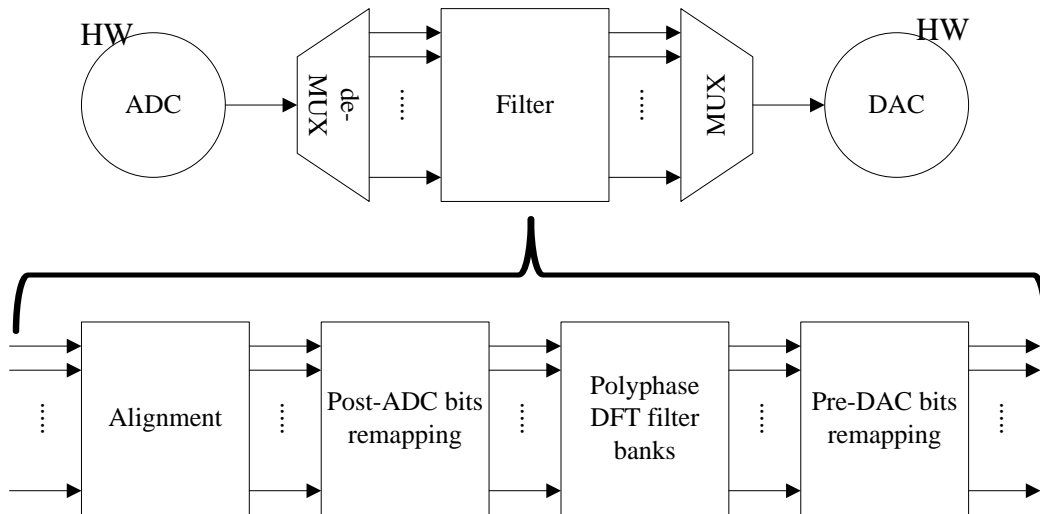 HW
ADC
de-
MUX
Filter
MUX
HW
DAC
Alignment
Post-ADC bits
remapping
Polyphase
DFT filter
banks
Pre-DAC bits
remapping